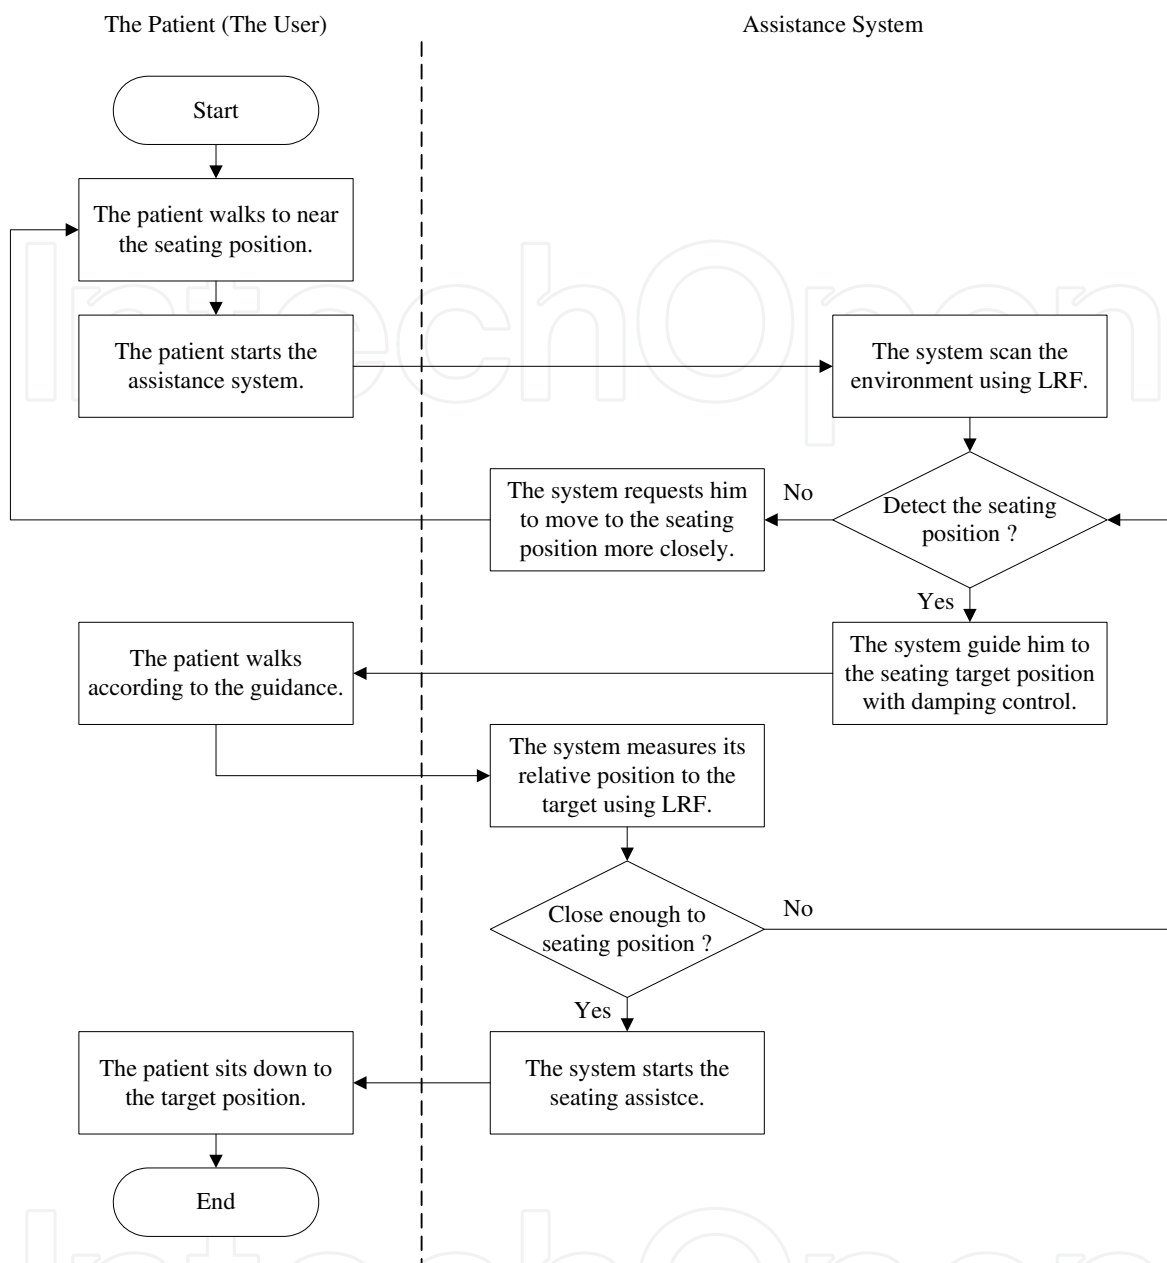 The Patient (The User)
Assistance System
Start
The patient walks to near
the seating position.
The patient starts the
assistance system.
The system scan the
environment using LRF.
Detect the seating
position ?
No
The system requests him
to move to the seating
position more closely.
Yes
The system guide him to
the seating target position
with damping control.
The patient walks
according to the guidance.
The system measures its
relative position to the
target using LRF.
Close enough to
seating position ?
No
Yes
The system starts the
seating assistce.
The patient sits down to
the target position.
End
IntechOpen
IntechOpen